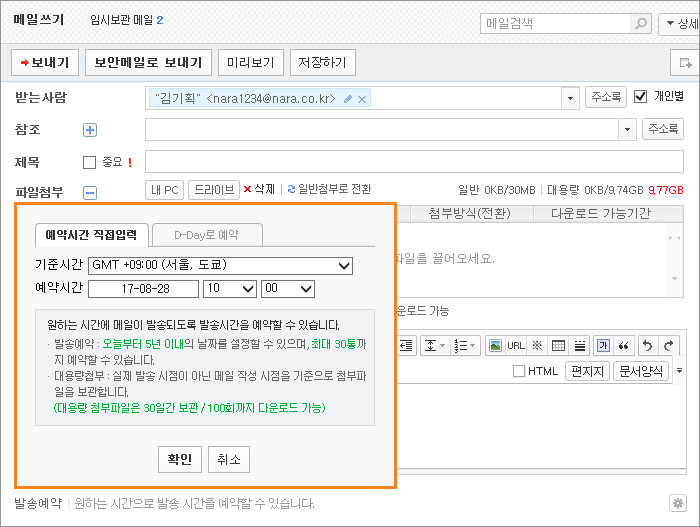 메일쓰기 임시보관 메일 2 메일검색 상세
보내기 보안메일로 보내기 미리보기 저장하기
받는사람 "김기획" <nara1234@nara.co.kr> 주소록 개인별
참조 주소록
제목 중요 !
파일첨부 내 PC 드라이브 삭제 일반첨부로 전환 일반 0KB/30MB 대용량 0KB/9,74GB 9,77GB
첨부방식(전환) 다운로드 가능기간
파일을 끌어오세요.
운로드 가능
URL 가
HTML 편지지 문서양식
예약시간 직접입력 D-Day로 예약
기준시간 GMT +09:00 (서울, 도쿄)
예약시간 17-08-28 10 00
원하는 시간에 메일이 발송되도록 발송시간을 예약할 수 있습니다.
· 발송예약 : 오늘부터 5년 이내의 날짜를 설정할 수 있으며, 최대 30통까
지 예약할 수 있습니다.
· 대용량첨부 : 실제 발송 시점이 아닌 메일 작성 시점을 기준으로 첨부파
일을 보관합니다.
(대용량 첨부파일은 30일간 보관 / 100회까지 다운로드 가능)
확인 취소
발송예약 원하는 시간으로 발송 시간을 예약할 수 있습니다.